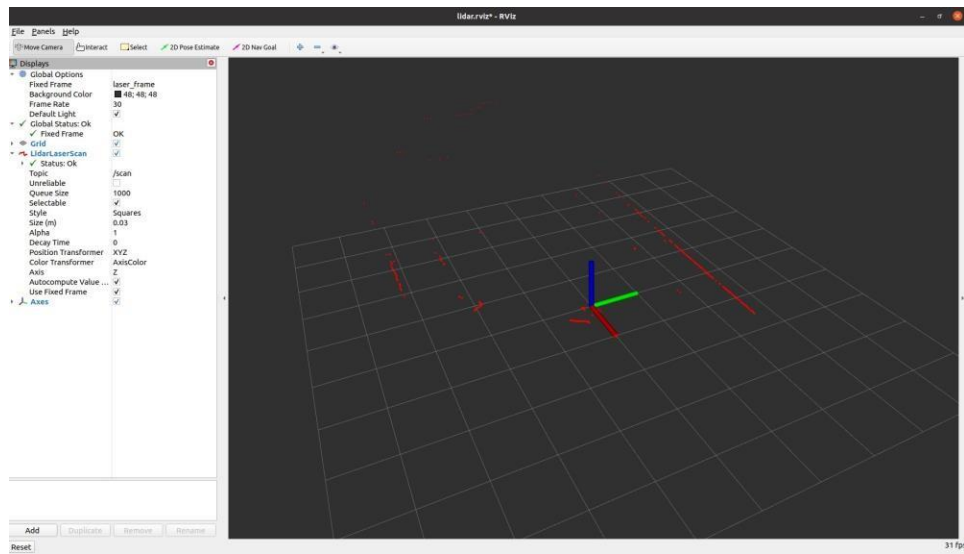 lidar.rviz* - RViz
File Panels Help
Move Camera Interact Select 2D Pose Estimate 2D Nav Goal
Displays
Global Options
Fixed Frame laser_frame
Background Color 48; 48; 48
Frame Rate 30
Default Light
Global Status: Ok
Fixed Frame OK
Grid
LidarLaserScan
Status: Ok
Topic /scan
Unreliable
Queue Size 1000
Selectable
Style Squares
Size (m) 0.03
Alpha 1
Decay Time 0
Position Transformer XYZ
Color Transformer AxisColor
Axis Z
Autocompute Value ...
Use Fixed Frame
Axes
Add Duplicate Remove Rename
Reset 31 fps